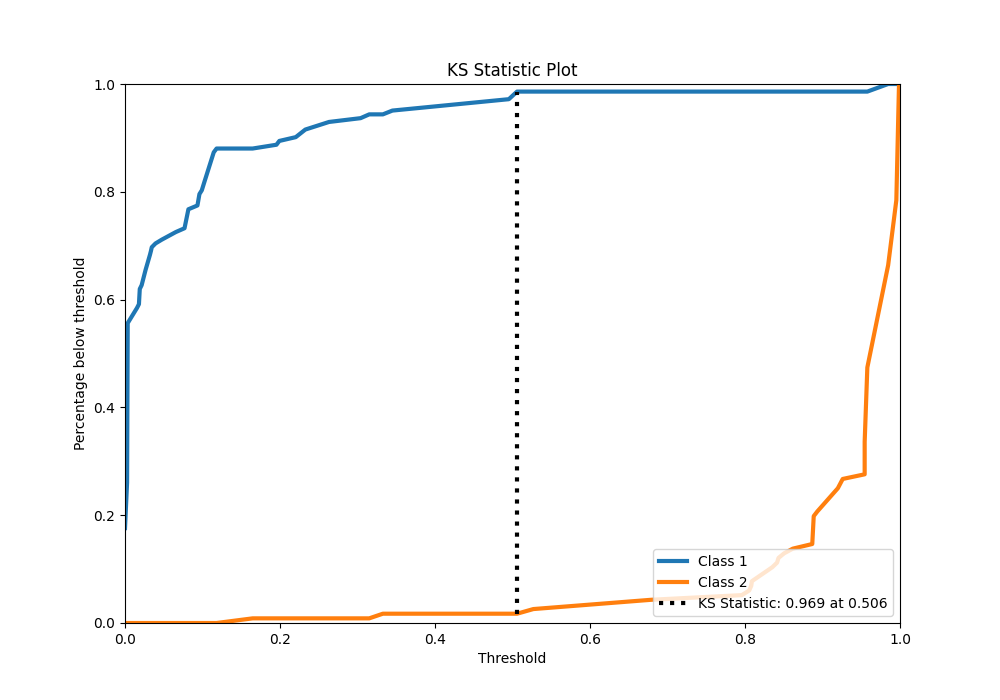 KS Statistic Plot
1.0
0.8
0.6
0.4
0.2
0.0
Percentage below threshold
0.0 0.2 0.4 0.6 0.8 1.0
Threshold
Class 1
Class 2
KS Statistic: 0.969 at 0.506